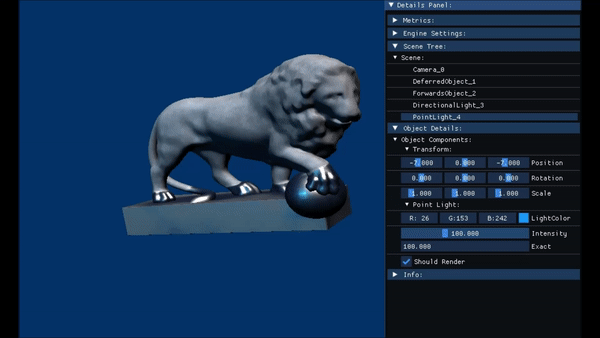 Details Panel:
Metrics:
Engine Settings:
Scene Tree:
Scene:
Camera_0
DeferredObject_1
ForwardsObject_2
DirectionalLight_3
PointLight_4
Object Details:
Object Components:
Transform:
-7.000 0.000 -7.000 Position
0.000 0.000 0.000 Rotation
1.000 1.000 1.000 Scale
Point Light:
R: 26 G:153 B:242 LightColor
100.000 Intensity
100.000 Exact
Should Render
Info: